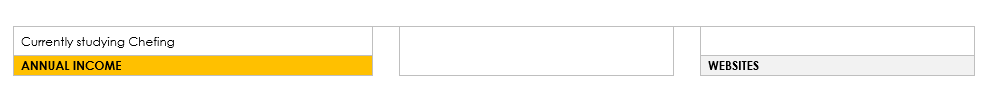 Currently studying Chefing
ANNUAL INCOME
WEBSITES